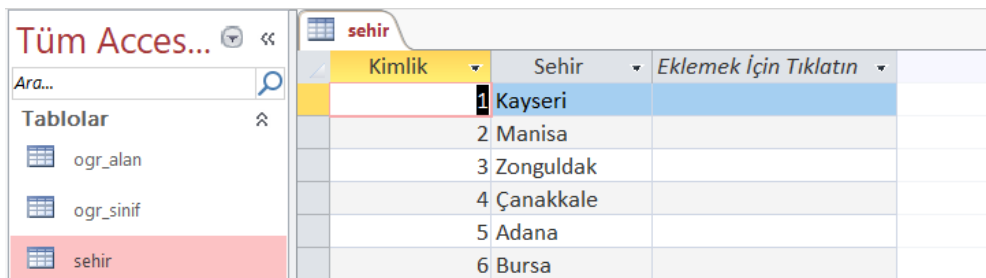 Tüm Acces...
Ara...
Tablolar
ogr_alan
ogr_sinif
sehir
sehir
Kimlik Sehir Eklemek İçin Tıklatın
1 Kayseri
2 Manisa
3 Zonguldak
4 Çanakkale
5 Adana
6 Bursa